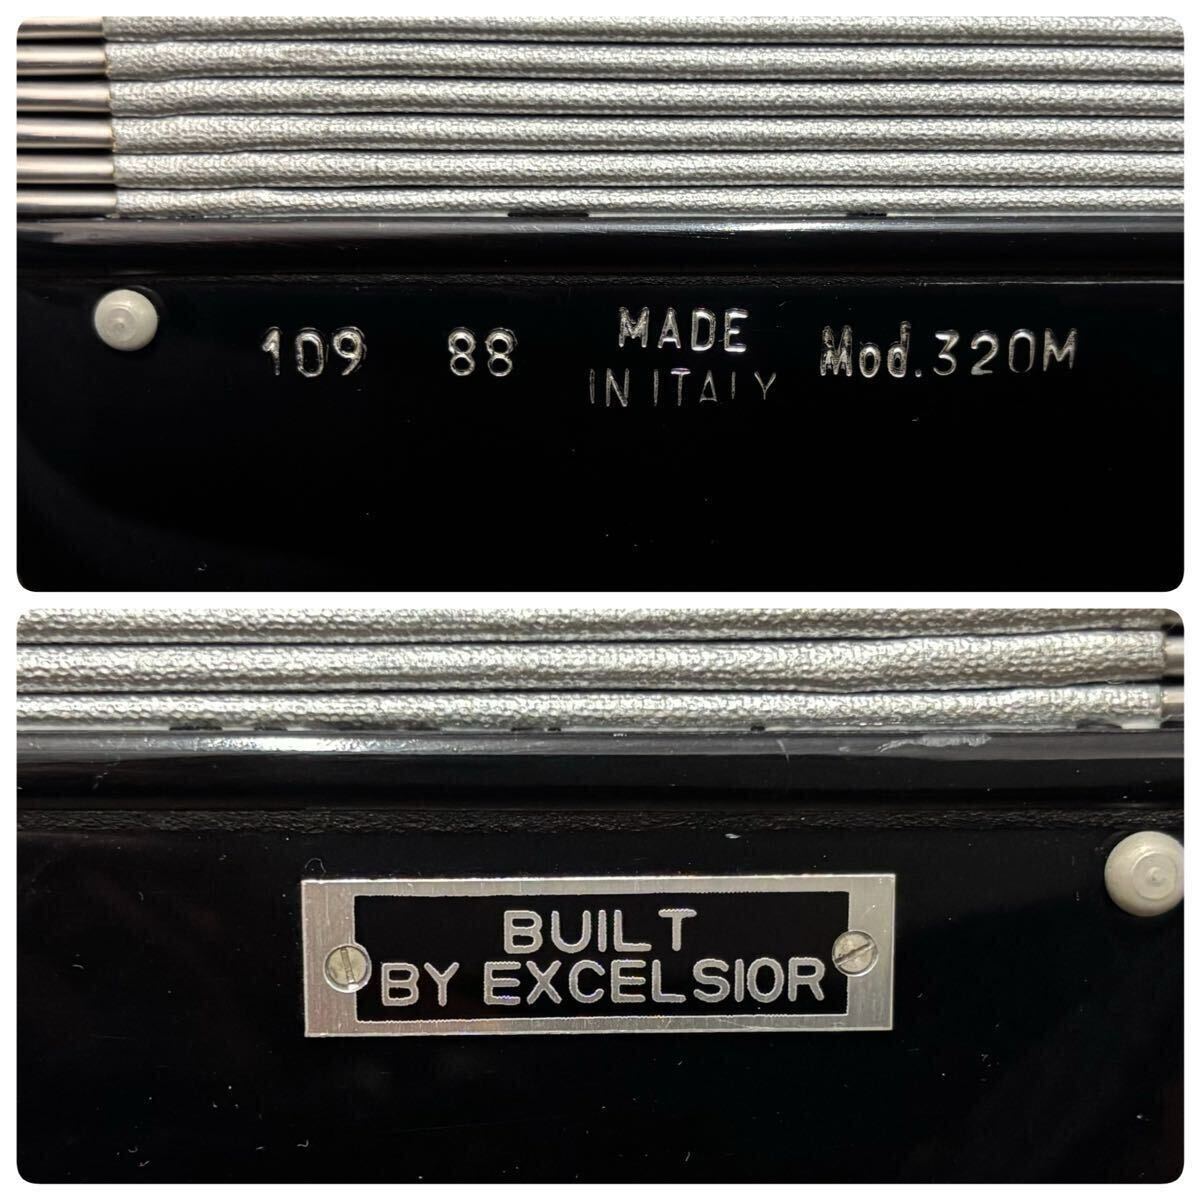 109 88 MADE IN ITALY Mod.320M
BUILT
BY EXCELSIOR